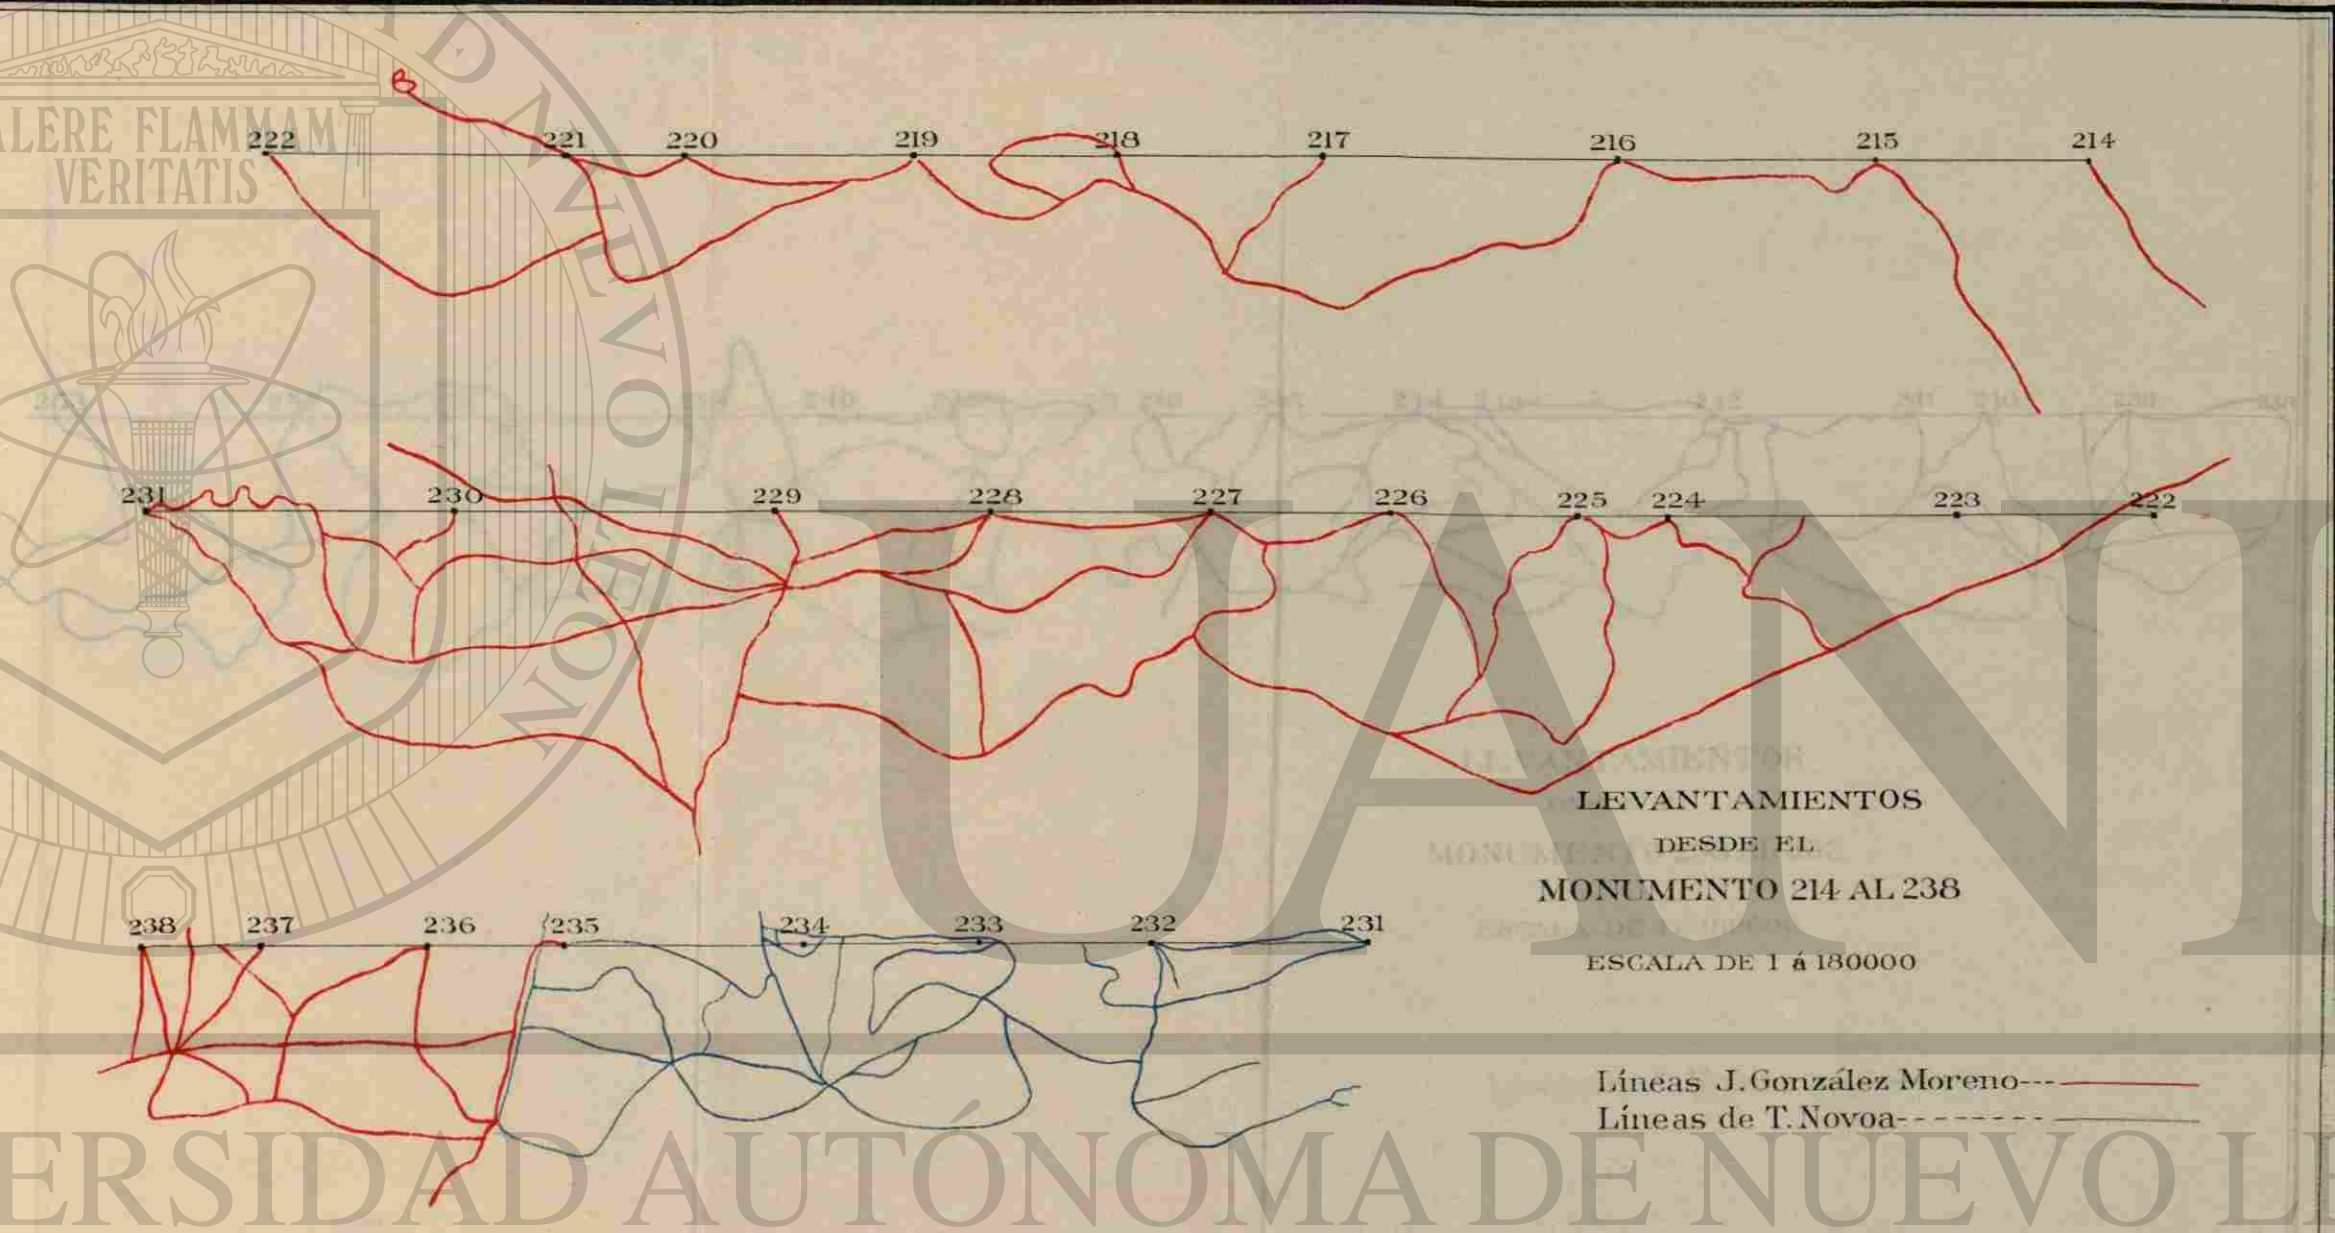 ALERE FLAMMAM
VERITATIS
222 221 220 219 218 217 216 215 214
231 230 229 228 227 226 225 224 223 222
LEVANTAMIENTOS
DESDE EL
MONUMENTO 214 AL 238
ESCALA DE 1 á 180000
238 237 236 235 234 233 232 231
Líneas J. González Moreno---
Líneas de T. Novoa--------
UANL
ERSIDAD AUTÓNOMA DE NUEVO LE